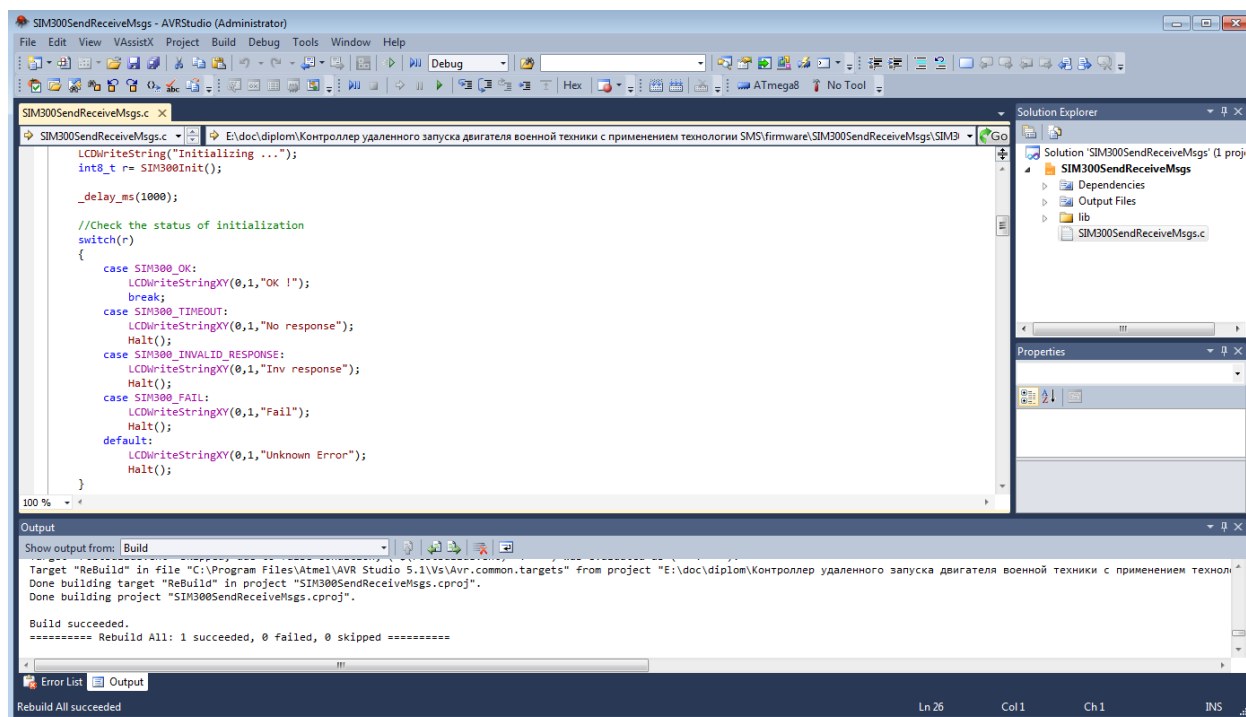 SIM300SendReceiveMsgs - AVRStudio (Administrator)
File Edit View VAssistX Project Build Debug Tools Window Help
Debug
Hex ATmega8 No Tool
SIM300SendReceiveMsgs.c
SIM300SendReceiveMsgs.c E:\doc\diplom\Контроллер удаленного запуска двигателя военной техники с применением технологии SMS\firmware\SIM300SendReceiveMsgs\SIM3 Go
LCDWriteString("Initializing ...");
int8_t r= SIM300Init();
_delay_ms(1000);
//Check the status of initialization
switch(r)
{
case SIM300_OK:
LCDWriteStringXY(0,1,"OK !");
break;
case SIM300_TIMEOUT:
LCDWriteStringXY(0,1,"No response");
Halt();
case SIM300_INVALID_RESPONSE:
LCDWriteStringXY(0,1,"Inv response");
Halt();
case SIM300_FAIL:
LCDWriteStringXY(0,1,"Fail");
Halt();
default:
LCDWriteStringXY(0,1,"Unknown Error");
Halt();
}
100 %
Solution Explorer
Solution 'SIM300SendReceiveMsgs' (1 proj
SIM300SendReceiveMsgs
Dependencies
Output Files
lib
SIM300SendReceiveMsgs.c
Properties
Output
Show output from: Build
Target "ReBuild" in file "C:\Program Files\Atmel\AVR Studio 5.1\Vs\Avr.common.targets" from project "E:\doc\diplom\Контроллер удаленного запуска двигателя военной техники с применением технол
Done building target "ReBuild" in project "SIM300SendReceiveMsgs.cproj".
Done building project "SIM300SendReceiveMsgs.cproj".
Build succeeded.
========== Rebuild All: 1 succeeded, 0 failed, 0 skipped ==========
Error List Output
Rebuild All succeeded Ln 26 Col 1 Ch 1 INS